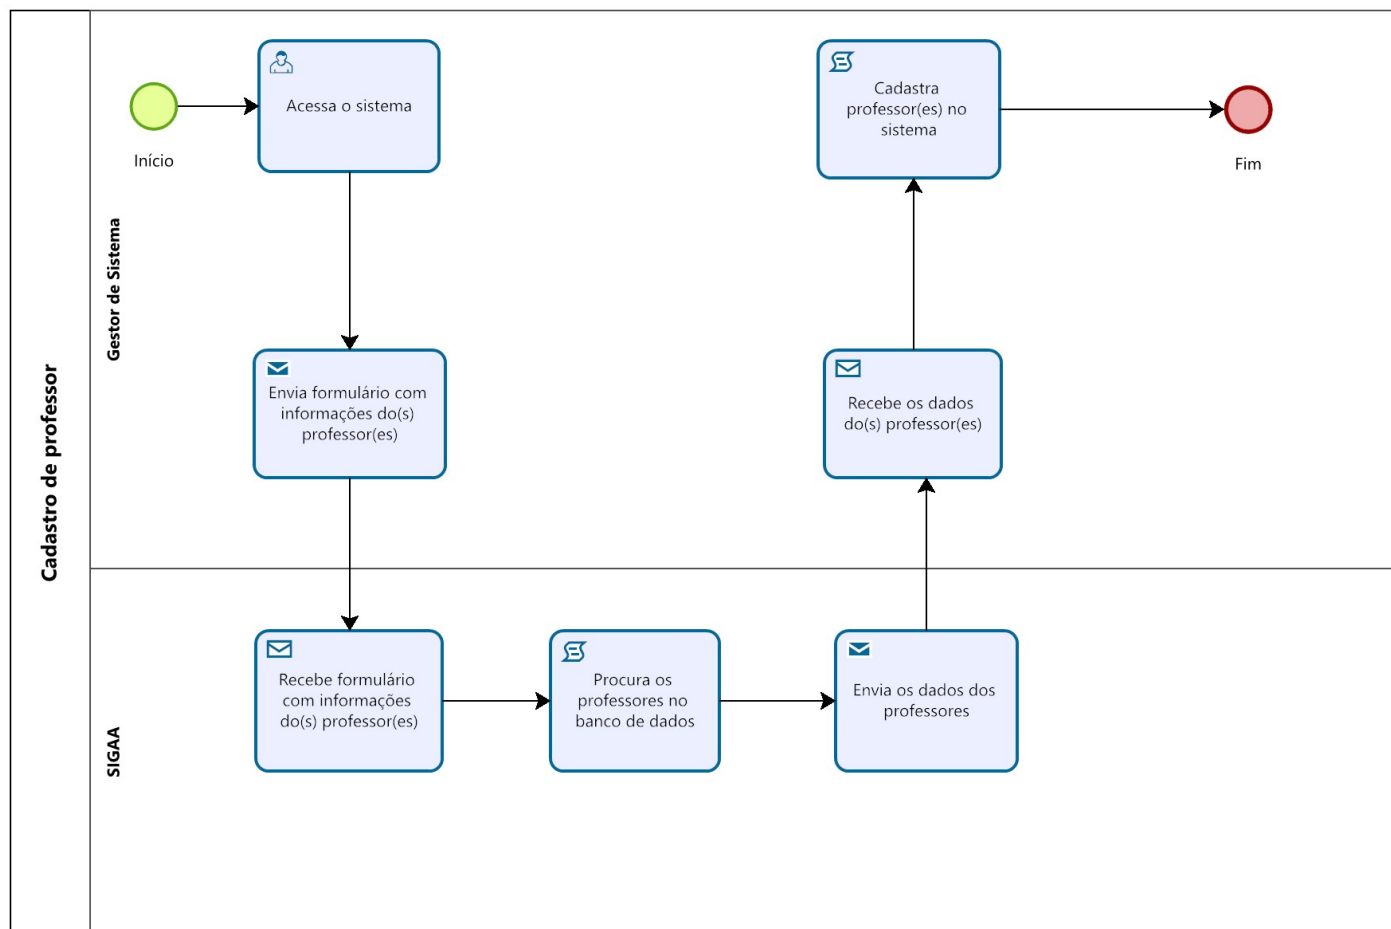 Cadastro de professor
Gestor de Sistema
Início
Acessa o sistema
Envia formulário com
informações do(s)
professor(es)
Cadastra
professor(es) no
sistema
Fim
Recebe os dados
do(s) professor(es)
SIGAA
Recebe formulário
com informações
do(s) professor(es)
Procura os
professores no
banco de dados
Envia os dados dos
professores